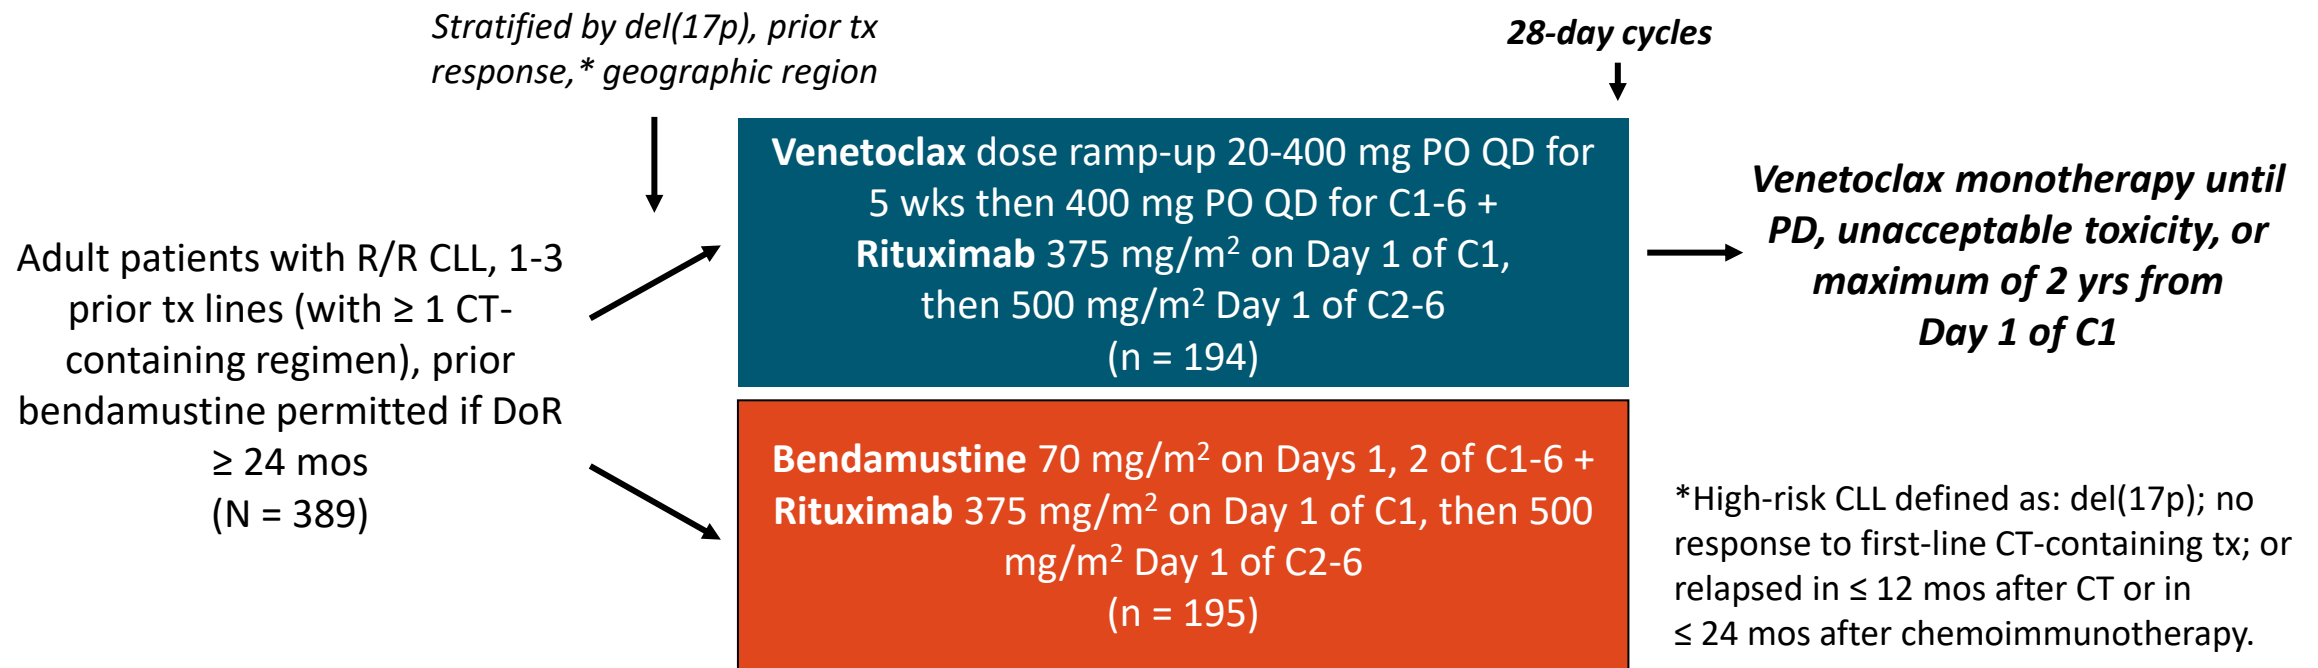 Stratified by del(17p), prior tx
response,* geographic region
28-day cycles
Adult patients with R/R CLL, 1-3
prior tx lines (with ≥ 1 CT-
containing regimen), prior
bendamustine permitted if DoR
≥ 24 mos
(N = 389)
Venetoclax dose ramp-up 20-400 mg PO QD for
5 wks then 400 mg PO QD for C1-6 +
Rituximab 375 mg/m² on Day 1 of C1,
then 500 mg/m² Day 1 of C2-6
(n = 194)
Venetoclax monotherapy until
PD, unacceptable toxicity, or
maximum of 2 yrs from
Day 1 of C1
Bendamustine 70 mg/m² on Days 1, 2 of C1-6 +
Rituximab 375 mg/m² on Day 1 of C1, then 500
mg/m² Day 1 of C2-6
(n = 195)
*High-risk CLL defined as: del(17p); no
response to first-line CT-containing tx; or
relapsed in ≤ 12 mos after CT or in
≤ 24 mos after chemoimmunotherapy.